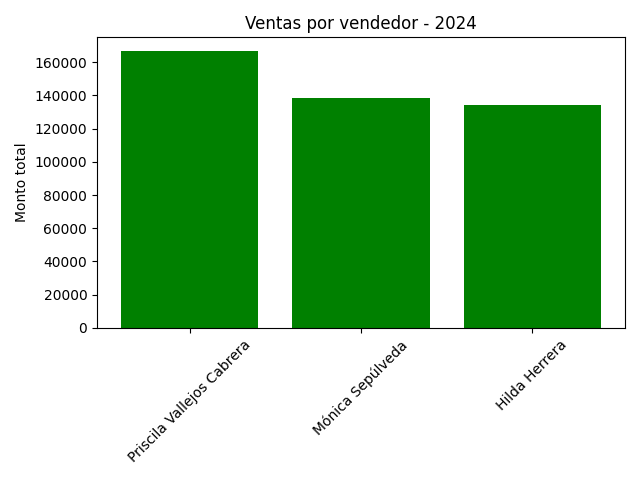 Ventas por vendedor - 2024
Monto total
160000
140000
120000
100000
80000
60000
40000
20000
0
Priscila Vallejos Cabrera
Mónica Sepúlveda
Hilda Herrera